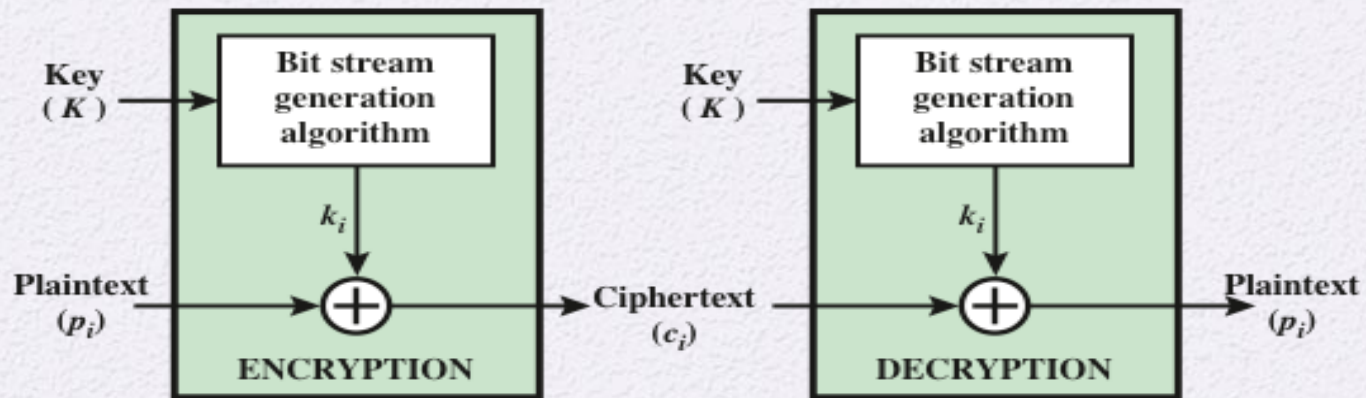 Key
( K )
Bit stream
generation
algorithm
k_i
Plaintext
(p_i)
ENCRYPTION
Ciphertext
(c_i)
Key
( K )
Bit stream
generation
algorithm
k_i
DECRYPTION
Plaintext
(p_i)